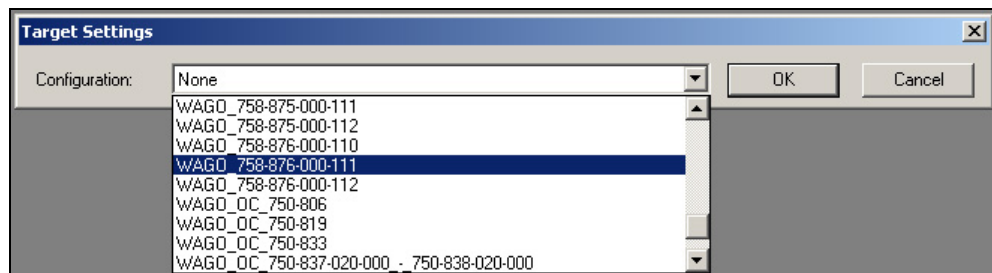 Target Settings
Configuration: None OK Cancel
WAGO_758-875-000-111
WAGO_758-875-000-112
WAGO_758-876-000-110
WAGO_758-876-000-111
WAGO_758-876-000-112
WAGO_OC_750-806
WAGO_OC_750-819
WAGO_OC_750-833
WAGO_OC_750-837-020-000_-_750-838-020-000